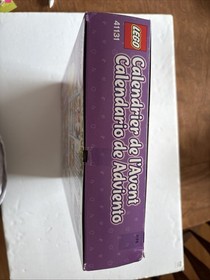 41131
LEGO
Calendrier de l'Avent
Calendario de Adviento